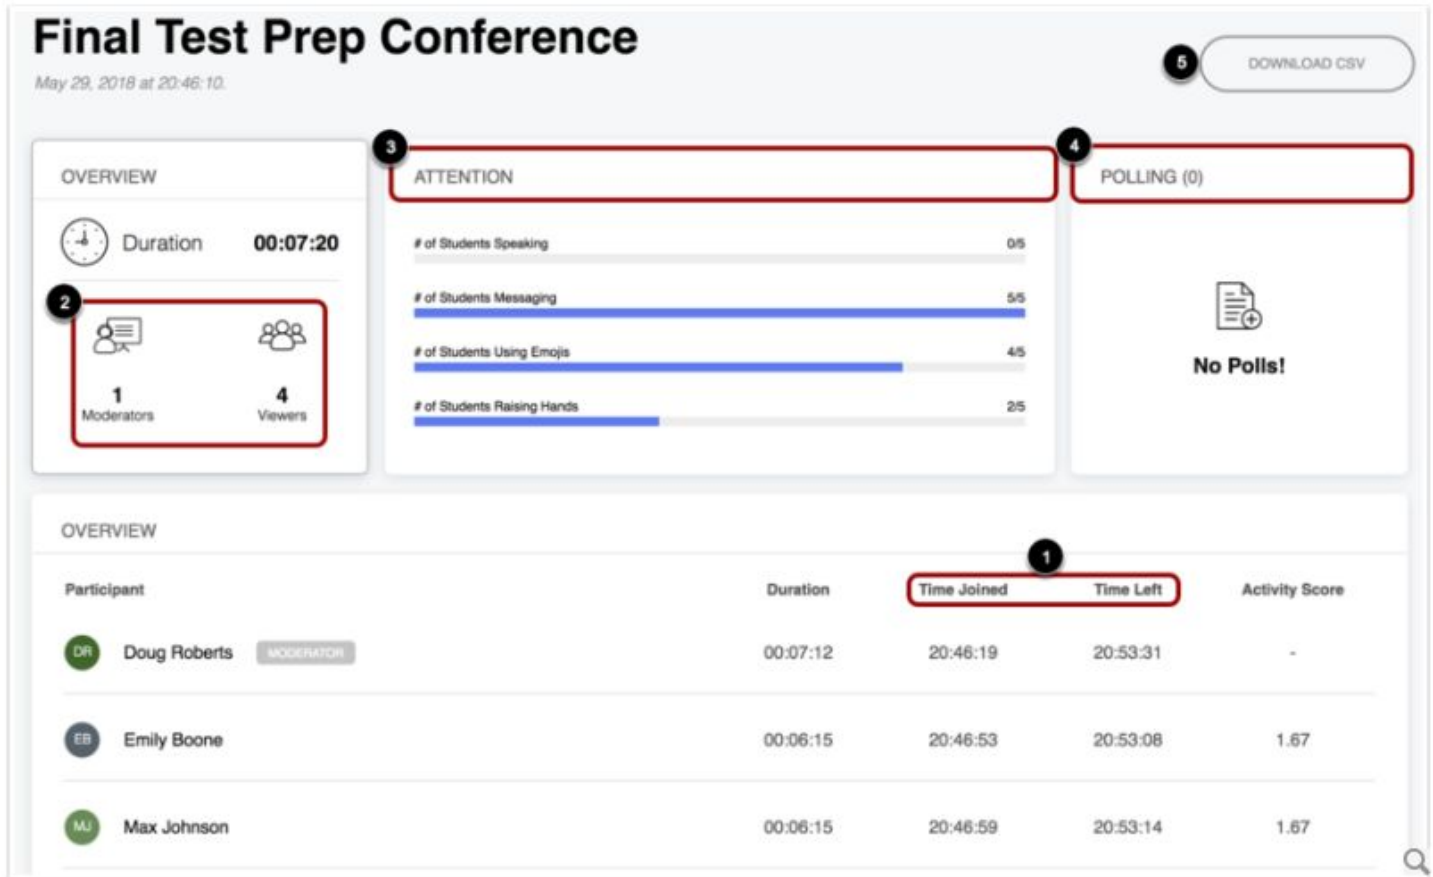 Final Test Prep Conference
May 29, 2018 at 20:46:10.
5 DOWNLOAD CSV
OVERVIEW
Duration 00:07:20
2
1 4
Moderators Viewers
3
ATTENTION
# of Students Speaking 0/5
# of Students Messaging 5/5
# of Students Using Emojis 4/5
# of Students Raising Hands 2/5
4
POLLING (0)
No Polls!
OVERVIEW
1
Participant Duration Time Joined Time Left Activity Score
DR Doug Roberts MODERATOR 00:07:12 20:46:19 20:53:31 -
EB Emily Boone 00:06:15 20:46:53 20:53:08 1.67
MJ Max Johnson 00:06:15 20:46:59 20:53:14 1.67